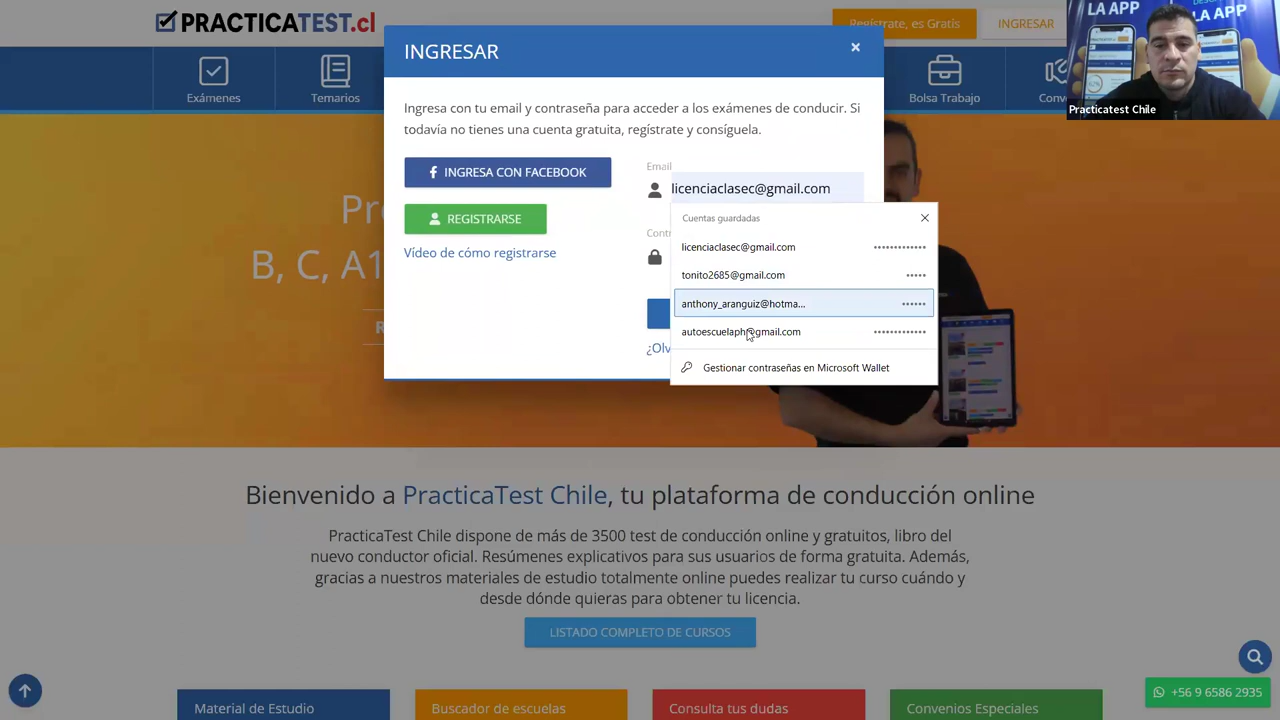 PRACTICATEST.cl
Regístrate, es Gratis
INGRESAR
LA APP
LA APP
Practicatest Chile
Exámenes
Temarios
Bolsa Trabajo
INGRESAR
×
Ingresa con tu email y contraseña para acceder a los exámenes de conducir. Si
todavía no tienes una cuenta gratuita, regístrate y consíguela.
INGRESA CON FACEBOOK
REGISTRARSE
Vídeo de cómo registrarse
Email
licenciaclasec@gmail.com
Cuentas guardadas
licenciaclasec@gmail.com ••••••••••••
tonito2685@gmail.com •••••
anthony_aranguiz@hotma... ••••••
autoescuelaph@gmail.com ••••••••••••
Gestionar contraseñas en Microsoft Wallet
B, C, A1
Bienvenido a PracticaTest Chile, tu plataforma de conducción online
PracticaTest Chile dispone de más de 3500 test de conducción online y gratuitos, libro del
nuevo conductor oficial. Resúmenes explicativos para sus usuarios de forma gratuita. Además,
gracias a nuestros materiales de estudio totalmente online puedes realizar tu curso cuándo y
desde dónde quieras para obtener tu licencia.
LISTADO COMPLETO DE CURSOS
+56 9 6586 2935
Material de Estudio
Buscador de escuelas
Consulta tus dudas
Convenios Especiales